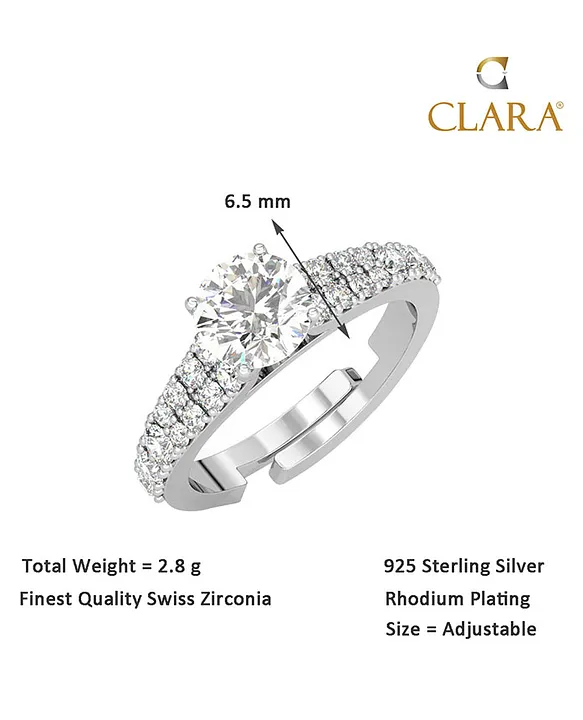 CLARA®
6.5 mm
Total Weight = 2.8 g
Finest Quality Swiss Zirconia
925 Sterling Silver
Rhodium Plating
Size = Adjustable